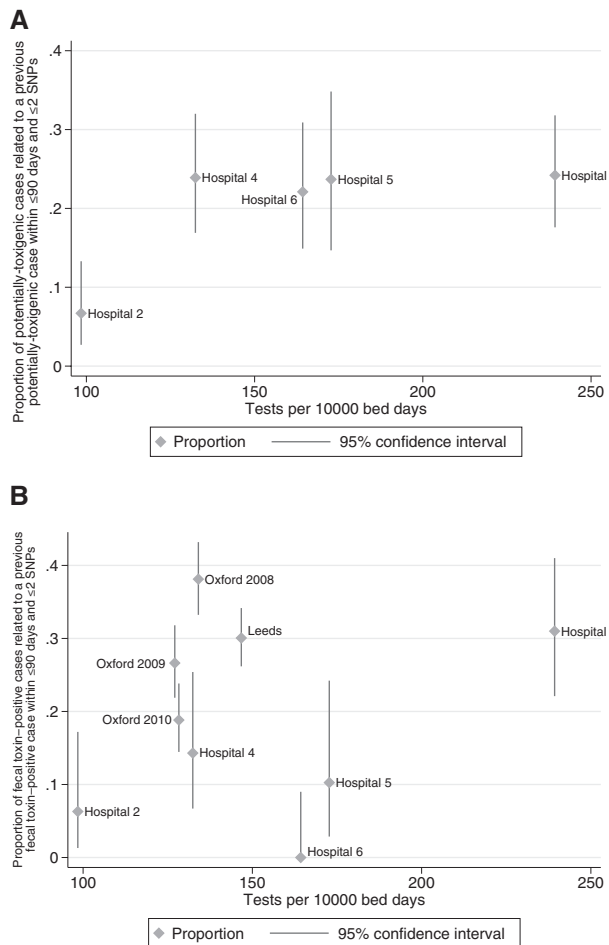 A
Proportion of potentially-toxigenic cases related to a previous
potentially-toxigenic case within ≤90 days and ≤2 SNPs
.4
.3
.2
.1
0
Hospital 4
Hospital 6
Hospital 5
Hospital
Hospital 2
100
150
200
250
Tests per 10000 bed days
Proportion
95% confidence interval
B
Proportion of fecal toxin–positive cases related to a previous
fecal toxin–positive case within ≤90 days and ≤2 SNPs
.4
.3
.2
.1
0
Oxford 2008
Leeds
Hospital
Oxford 2009
Oxford 2010
Hospital 4
Hospital 5
Hospital 2
Hospital 6
100
150
200
250
Tests per 10000 bed days
Proportion
95% confidence interval